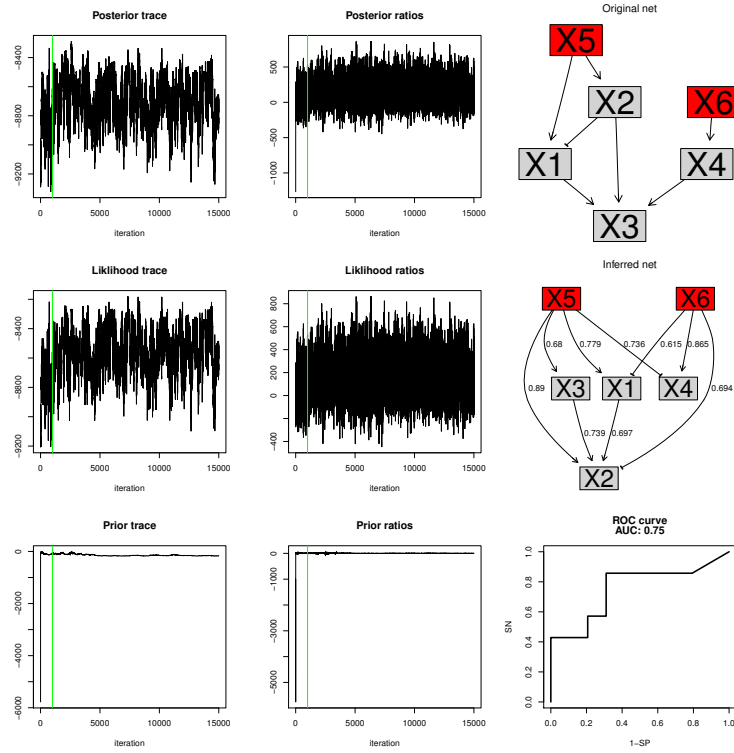 Posterior trace
-9200
-8800
-8400
0
5000
10000
15000
iteration
Posterior ratios
-1000
-500
0
500
0
5000
10000
15000
iteration
Original net
X5
X2
X6
X1
X4
X3
Liklihood trace
-9200
-8800
-8400
0
5000
10000
15000
iteration
Liklihood ratios
-400
-200
0
200
400
600
800
0
5000
10000
15000
iteration
Inferred net
X5
X6
0.68
0.779
0.736
0.615
0.865
0.89
X3
X1
X4
0.694
0.739
0.697
X2
Prior trace
-6000
-5000
-4000
-3000
-2000
-1000
0
0
5000
10000
15000
iteration
Prior ratios
-5000
-3000
-1000
0
0
5000
10000
15000
iteration
ROC curve
AUC: 0.75
SN
0.0
0.2
0.4
0.6
0.8
1.0
0.0
0.2
0.4
0.6
0.8
1.0
1-SP